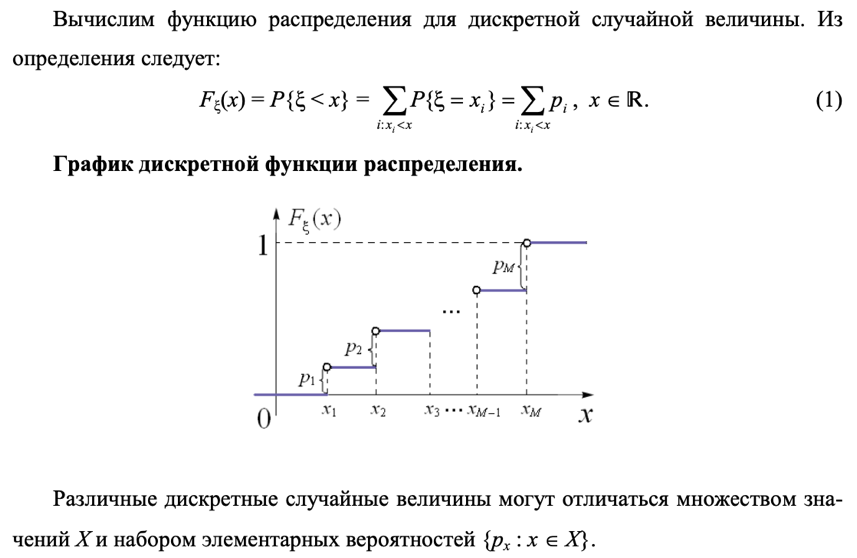 Вычислим функцию распределения для дискретной случайной величины. Из
определения следует:
F_ξ(x) = P{ξ < x} = ∑_{i:x_i<x} P{ξ = x_i} = ∑_{i:x_i<x} p_i , x ∈ ℝ. (1)
График дискретной функции распределения.
F_ξ(x)
1
p_M
p_2
p_1
0 x_1 x_2 x_3 ··· x_{M−1} x_M x
...
Различные дискретные случайные величины могут отличаться множеством зна-
чений X и набором элементарных вероятностей {p_x : x ∈ X}.